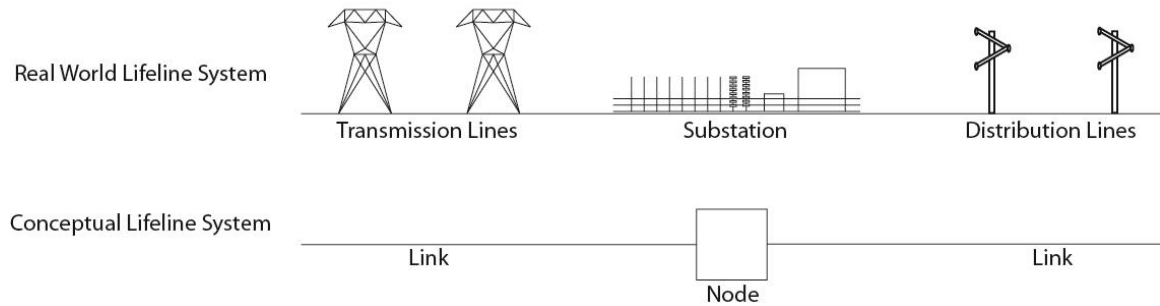 Real World Lifeline System
Transmission Lines
Substation
Distribution Lines
Conceptual Lifeline System
Link
Link
Node